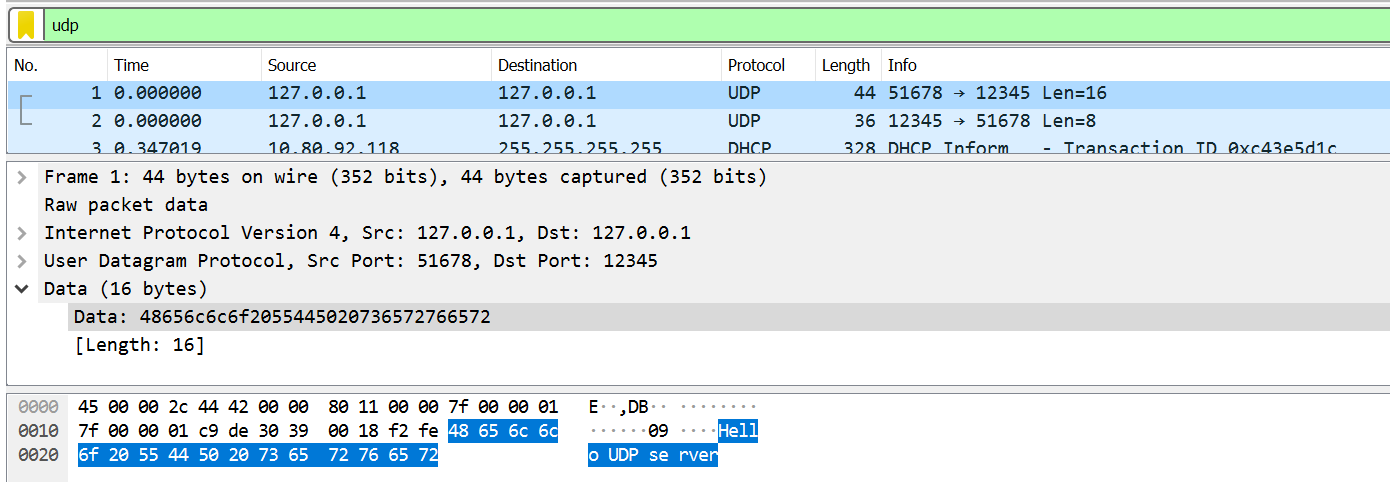 udp
No. Time Source Destination Protocol Length Info
1 0.000000 127.0.0.1 127.0.0.1 UDP 44 51678 → 12345 Len=16
2 0.000000 127.0.0.1 127.0.0.1 UDP 36 12345 → 51678 Len=8
3 0.347019 10.80.92.118 255.255.255.255 DHCP 328 DHCP Inform - Transaction ID 0xc43e5d1c
Frame 1: 44 bytes on wire (352 bits), 44 bytes captured (352 bits)
Raw packet data
Internet Protocol Version 4, Src: 127.0.0.1, Dst: 127.0.0.1
User Datagram Protocol, Src Port: 51678, Dst Port: 12345
Data (16 bytes)
Data: 48656c6c6f2055445020736572766572
[Length: 16]
0000 45 00 00 2c 44 42 00 00 80 11 00 00 7f 00 00 01 E··,DB·· ········
0010 7f 00 00 01 c9 de 30 39 00 18 f2 fe 48 65 6c 6c ······09 ····Hell
0020 6f 20 55 44 50 20 73 65 72 76 65 72 o UDP se rver